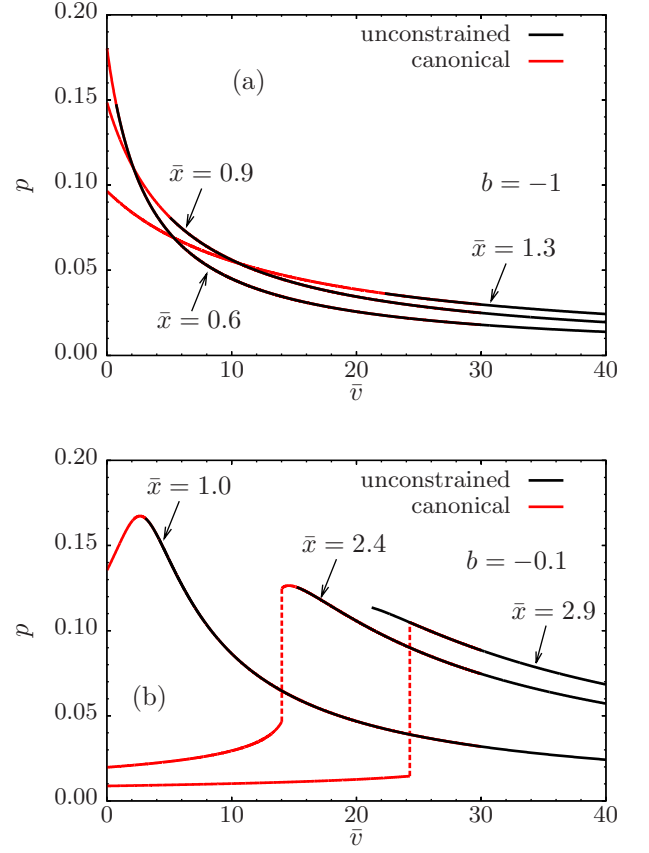 0.20
unconstrained
canonical
(a)
0.15
p
x̄ = 0.9
0.10
b = −1
x̄ = 1.3
0.05
x̄ = 0.6
0.00
0 10 20 30 40
v̄
0.20
unconstrained
canonical
x̄ = 1.0
x̄ = 2.4
0.15
b = −0.1
p
x̄ = 2.9
0.10
(b)
0.05
0.00
0 10 20 30 40
v̄